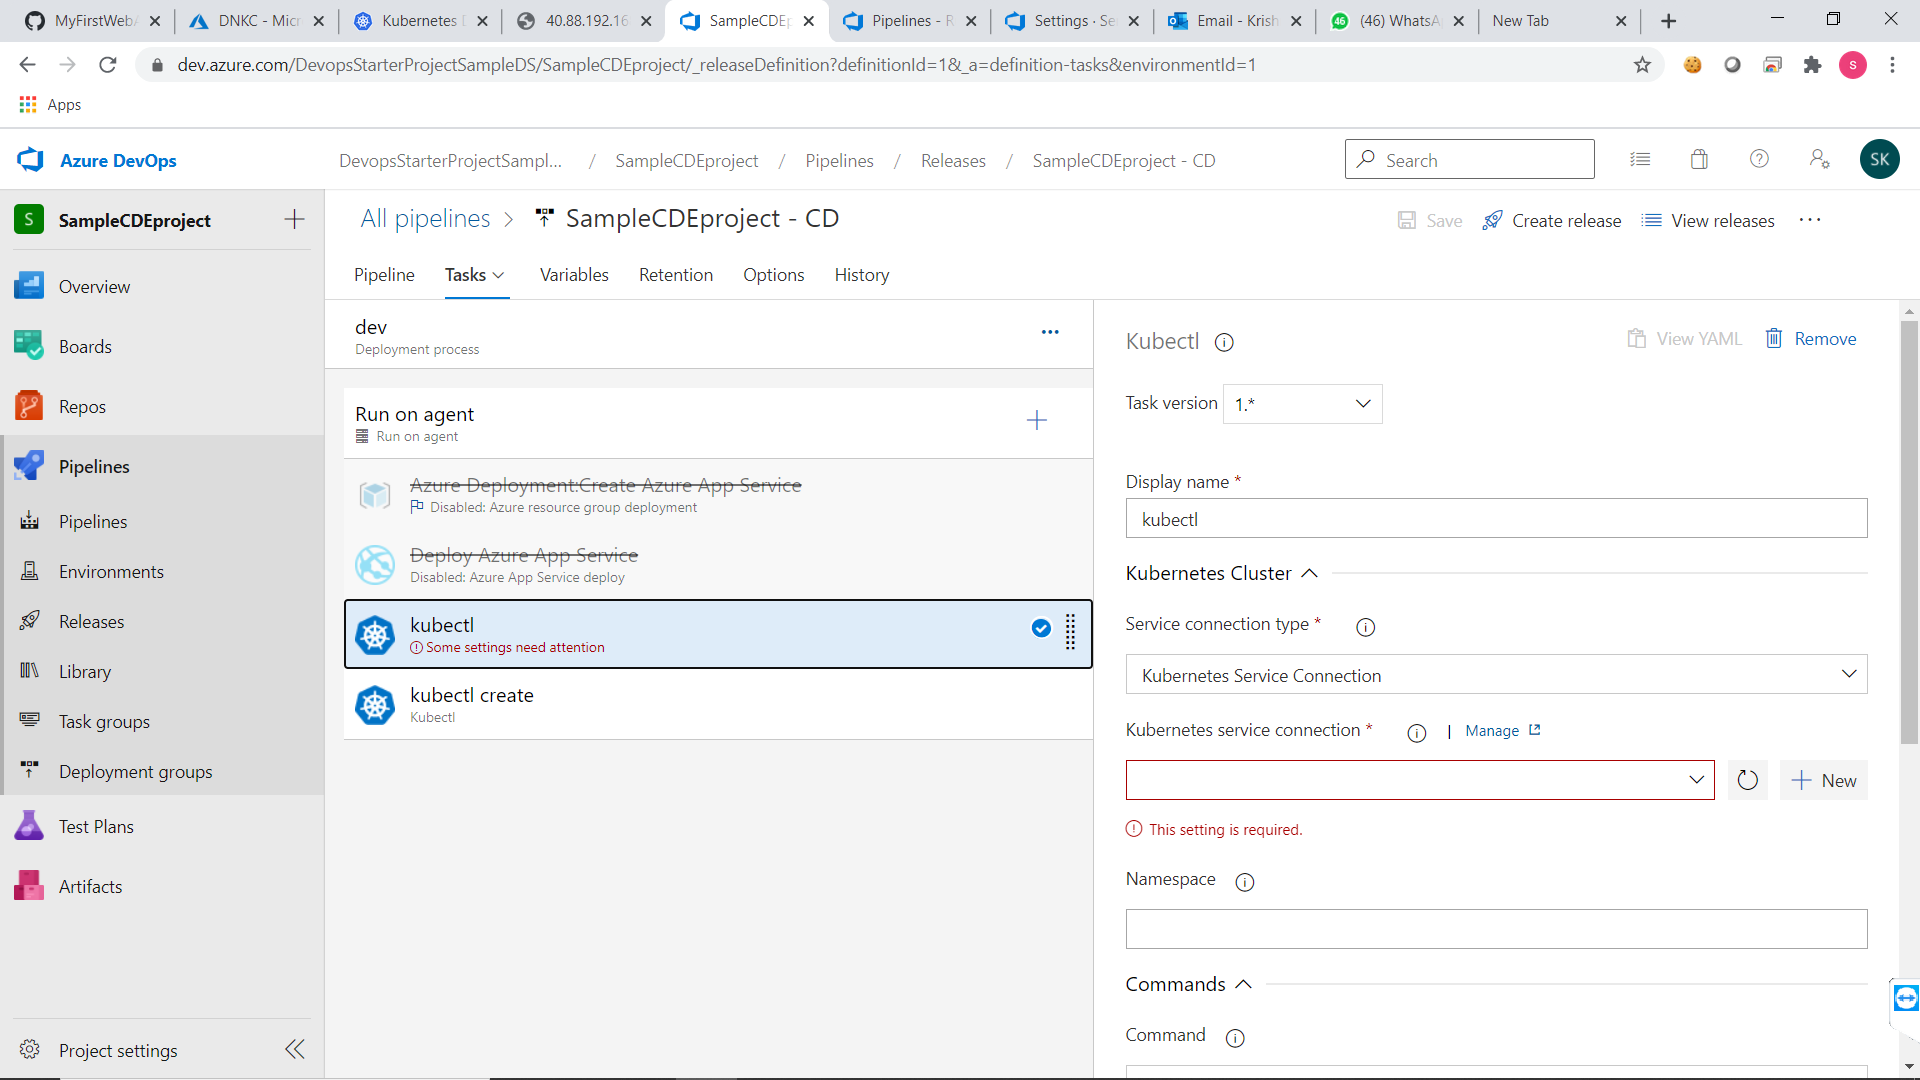 MyFirstWebA
DNKC - Micr
Kubernetes D
40.88.192.16
SampleCDEp
Pipelines - R
Settings · Se
Email - Krish
46
(46) WhatsA
New Tab
dev.azure.com/DevopsStarterProjectSampleDS/SampleCDEproject/_releaseDefinition?definitionId=1&_a=definition-tasks&environmentId=1
S
Apps
Azure DevOps
DevopsStarterProjectSampl... / SampleCDEproject / Pipelines / Releases / SampleCDEproject - CD
Search
SK
S SampleCDEproject
Overview
Boards
Repos
Pipelines
Pipelines
Environments
Releases
Library
Task groups
Deployment groups
Test Plans
Artifacts
Project settings
All pipelines > SampleCDEproject - CD
Save
Create release
View releases
Pipeline
Tasks
Variables
Retention
Options
History
dev
Deployment process
Run on agent
Run on agent
Azure Deployment:Create Azure App Service
Disabled: Azure resource group deployment
Deploy Azure App Service
Disabled: Azure App Service deploy
kubectl
Some settings need attention
kubectl create
Kubectl
Kubectl
View YAML
Remove
Task version 1.*
Display name *
kubectl
Kubernetes Cluster
Service connection type *
Kubernetes Service Connection
Kubernetes service connection * | Manage
New
This setting is required.
Namespace
Commands
Command